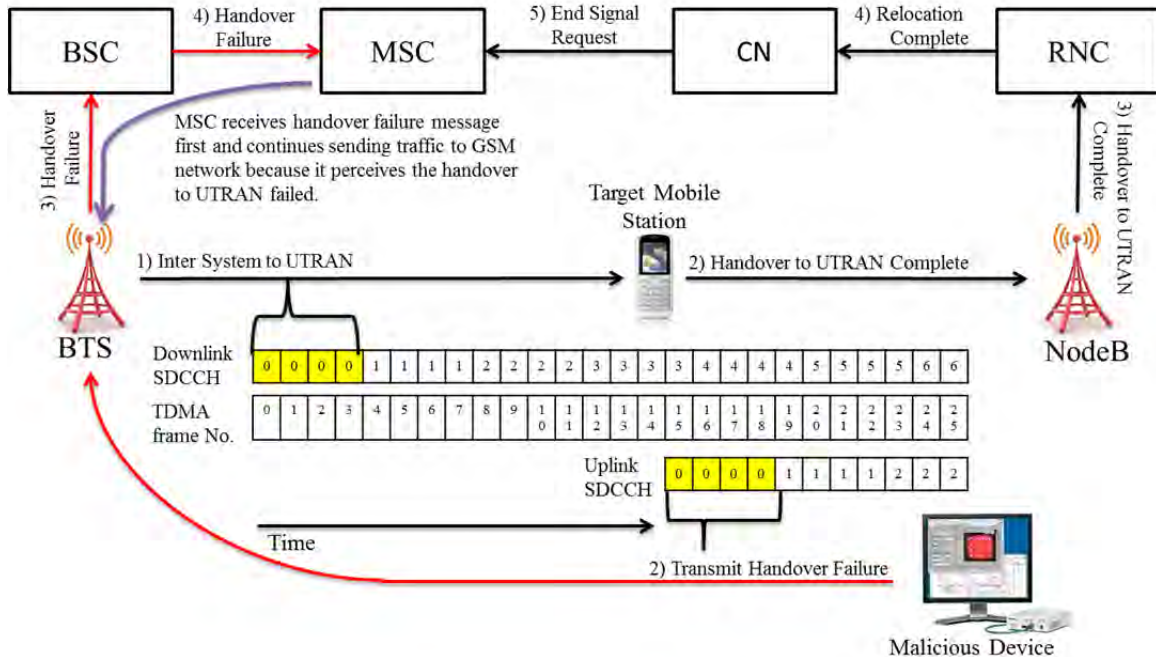 4) Handover
Failure
5) End Signal
Request
4) Relocation
Complete
BSC
MSC
CN
RNC
3) Handover
Failure
MSC receives handover failure message
first and continues sending traffic to GSM
network because it perceives the handover
to UTRAN failed.
3) Handover to UTRAN
Complete
Target Mobile
Station
1) Inter System to UTRAN
2) Handover to UTRAN Complete
BTS
NodeB
Downlink
SDCCH
0 0 0 0 1 1 1 1 2 2 2 2 3 3 3 3 4 4 4 4 5 5 5 5 6 6
TDMA
frame No.
0 1 2 3 4 5 6 7 8 9 10 11 12 13 14 15 16 17 18 19 20 21 22 23 24 25
Uplink
SDCCH
0 0 0 0 1 1 1 1 2 2 2
Time
2) Transmit Handover Failure
Malicious Device